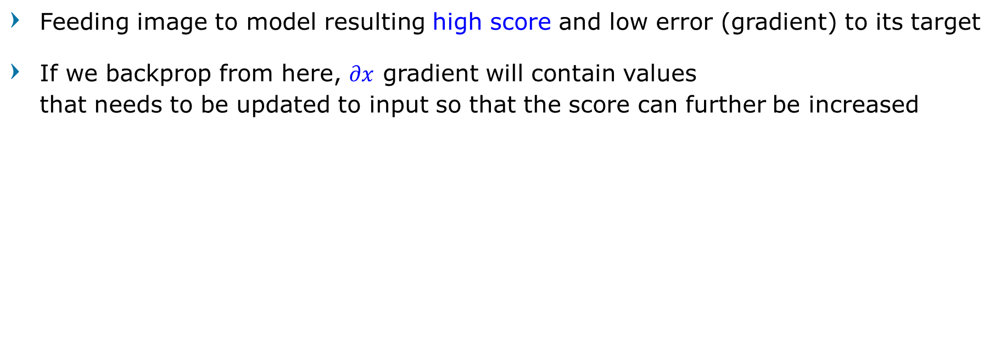 Feeding image to model resulting high score and low error (gradient) to its target
If we backprop from here, ∂x gradient will contain values
that needs to be updated to input so that the score can further be increased